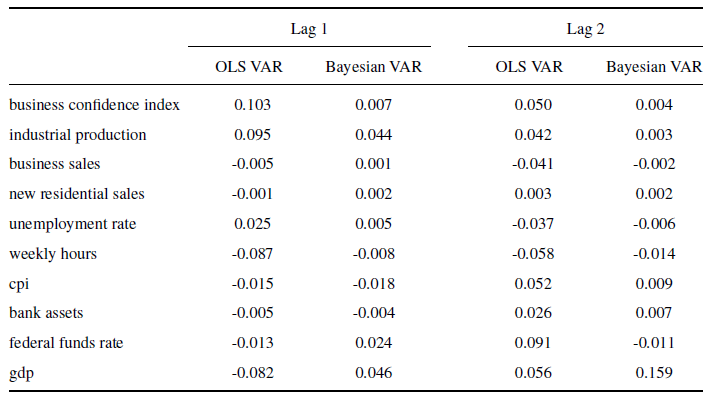 Lag 1 Lag 2
OLS VAR Bayesian VAR OLS VAR Bayesian VAR
business confidence index 0.103 0.007 0.050 0.004
industrial production 0.095 0.044 0.042 0.003
business sales -0.005 0.001 -0.041 -0.002
new residential sales -0.001 0.002 0.003 0.002
unemployment rate 0.025 0.005 -0.037 -0.006
weekly hours -0.087 -0.008 -0.058 -0.014
cpi -0.015 -0.018 0.052 0.009
bank assets -0.005 -0.004 0.026 0.007
federal funds rate -0.013 0.024 0.091 -0.011
gdp -0.082 0.046 0.056 0.159